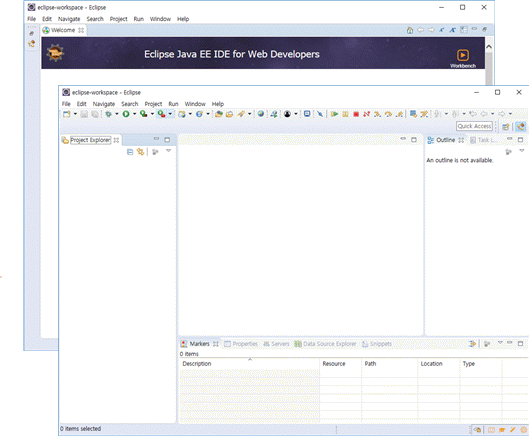 eclipse-workspace - Eclipse
File Edit Navigate Search Project Run Window Help
Welcome
Eclipse Java EE IDE for Web Developers
Workbench
eclipse-workspace - Eclipse
File Edit Navigate Search Project Run Window Help
Quick Access
Project Explorer
Outline Task L...
An outline is not available.
Markers Properties Servers Data Source Explorer Snippets
0 items
Description Resource Path Location Type
0 items selected